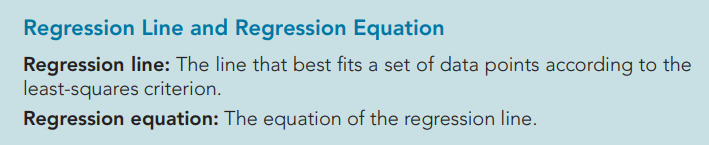 Regression Line and Regression Equation
Regression line: The line that best fits a set of data points according to the
least-squares criterion.
Regression equation: The equation of the regression line.